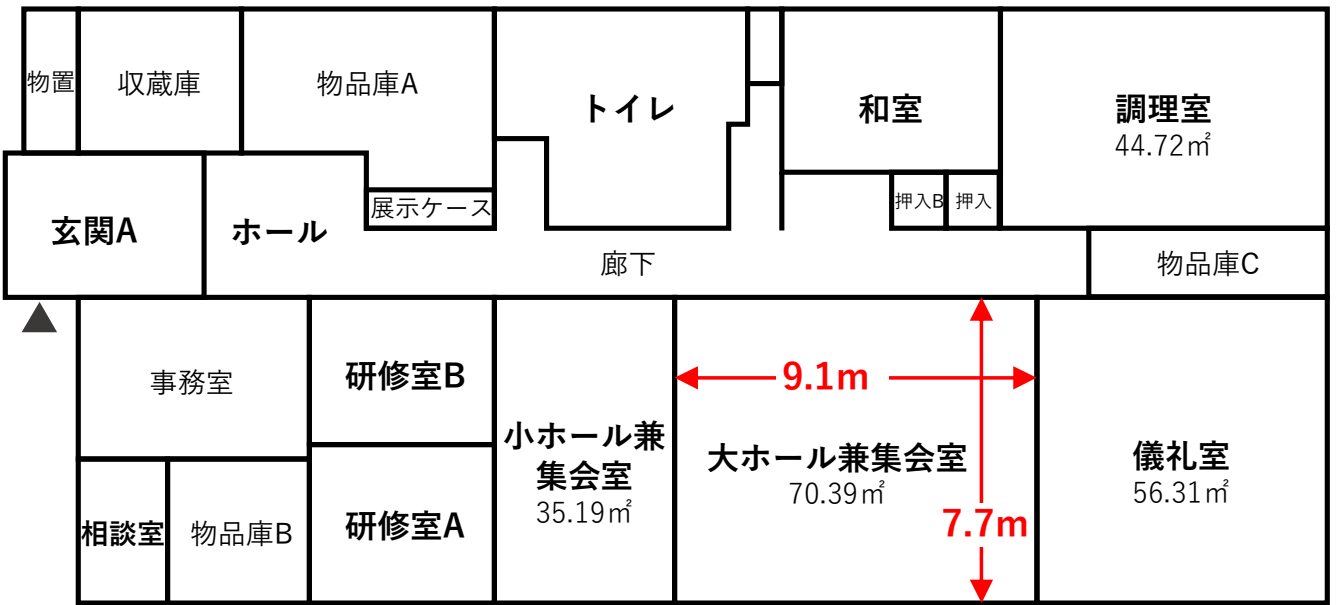 物置
収蔵庫
物品庫A
トイレ
和室
調理室
44.72㎡
押入B
押入
展示ケース
玄関A
ホール
廊下
物品庫C
事務室
研修室B
9.1m
小ホール兼
集会室
35.19㎡
大ホール兼集会室
70.39㎡
7.7m
儀礼室
56.31㎡
相談室
物品庫B
研修室A